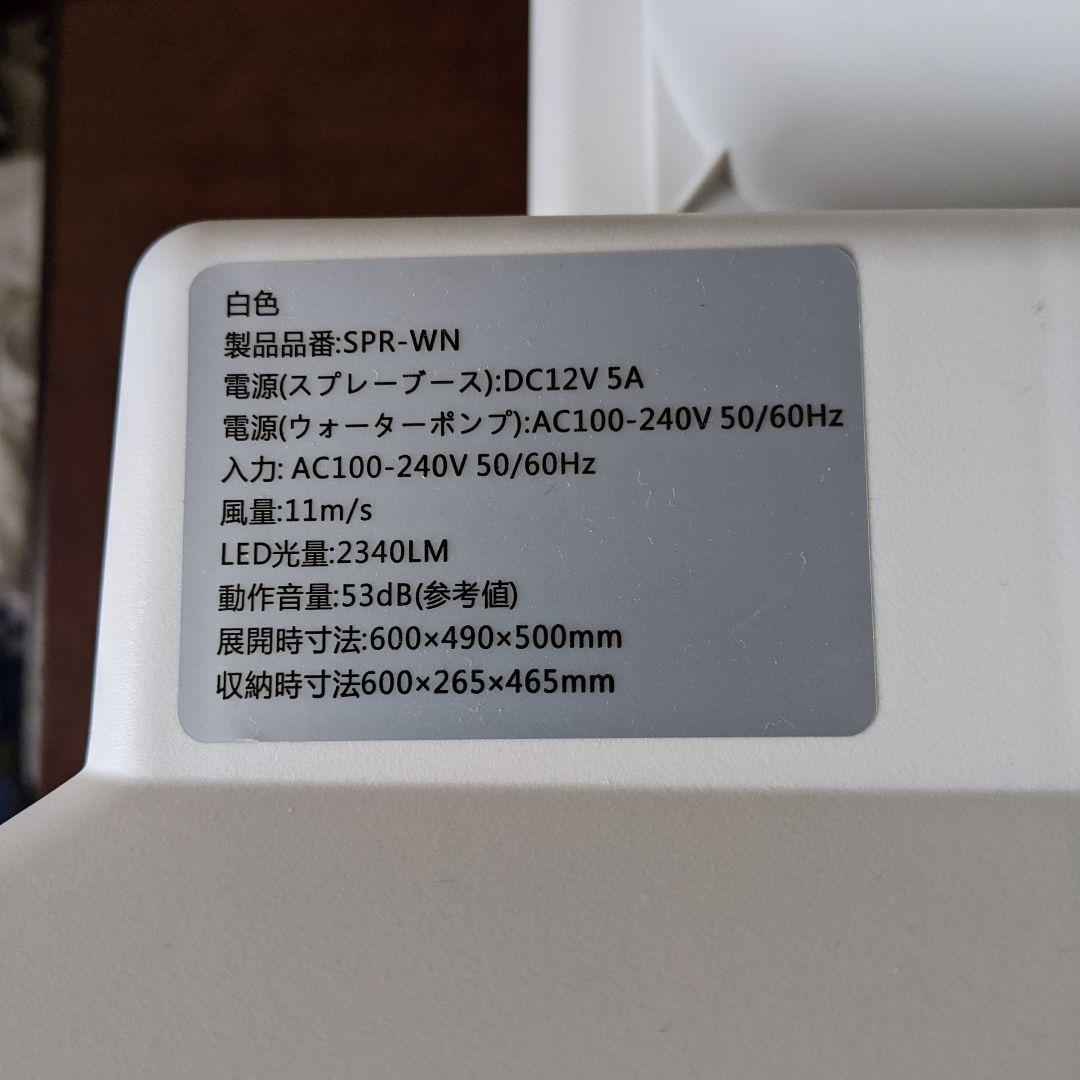 白色
製品品番:SPR-WN
電源(スプレーブース):DC12V 5A
電源(ウォーターポンプ):AC100-240V 50/60Hz
入力: AC100-240V 50/60Hz
風量:11m/s
LED光量:2340LM
動作音量:53dB(参考値)
展開時寸法:600×490×500mm
収納時寸法600×265×465mm